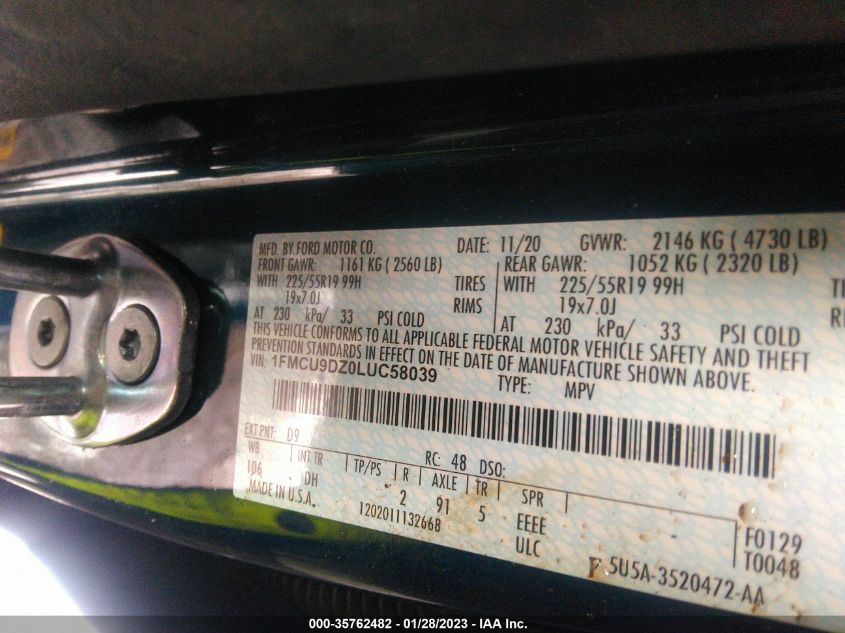 MFD. BY FORD MOTOR CO. DATE: 11/20 GVWR: 2146 KG ( 4730 LB)
FRONT GAWR: 1161 KG ( 2560 LB) REAR GAWR: 1052 KG ( 2320 LB)
WITH 225/55R19 99H TIRES WITH 225/55R19 99H
19x7.0J RIMS 19x7.0J
AT 230 kPa/ 33 PSI COLD AT 230 kPa/ 33 PSI COLD
THIS VEHICLE CONFORMS TO ALL APPLICABLE FEDERAL MOTOR VEHICLE SAFETY AND THEFT
PREVENTION STANDARDS IN EFFECT ON THE DATE OF MANUFACTURE SHOWN ABOVE.
VIN: 1FMCU9DZ0LUC58039 TYPE: MPV
EXT PNT: D9 RC: 48 DSO:
WB INT TR TP/PS R AXLE TR SPR
106 DH 2 91 5 EEEE F0129
ULC T0048
MADE IN U.S.A. 1202011132668 5U5A-3520472-AA
000-35762482 - 01/28/2023 - IAA Inc.